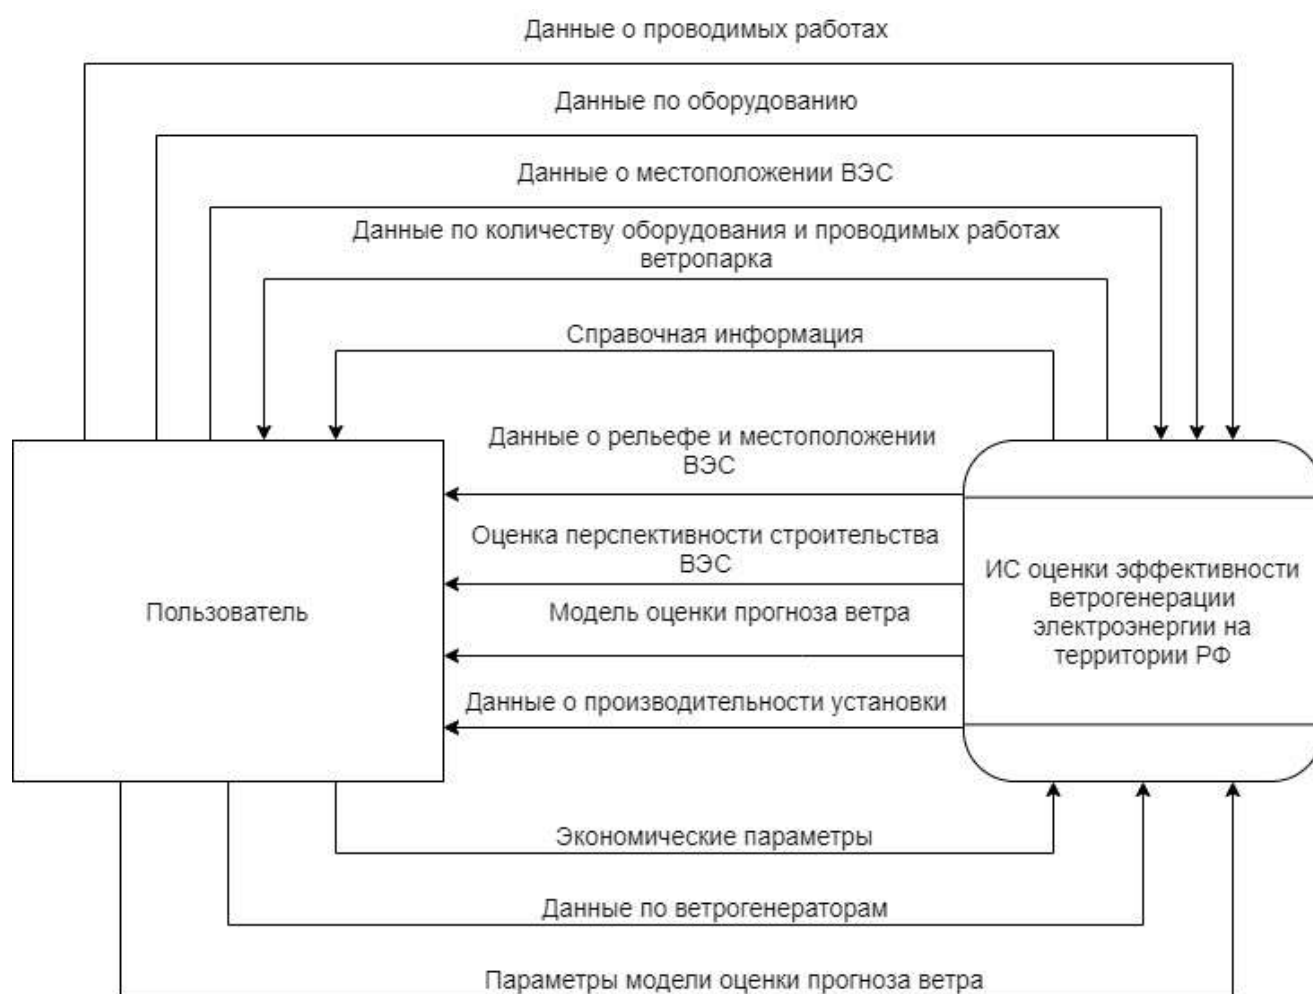 Данные о проводимых работах
Данные по оборудованию
Данные о местоположении ВЭС
Данные по количеству оборудования и проводимых работах
ветропарка
Справочная информация
Данные о рельефе и местоположении
ВЭС
Оценка перспективности строительства
ВЭС
Модель оценки прогноза ветра
Данные о производительности установки
Пользователь
ИС оценки эффективности
ветрогенерации
электроэнергии на
территории РФ
Экономические параметры
Данные по ветрогенераторам
Параметры модели оценки прогноза ветра